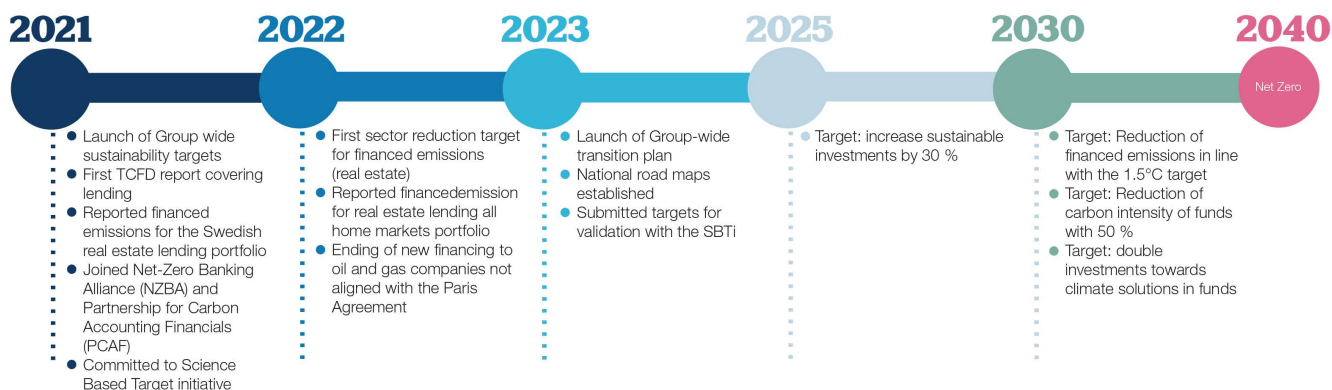 2021
Launch of Group wide
sustainability targets
First TCFD report covering
lending
Reported financed
emissions for the Swedish
real estate lending portfolio
Joined Net-Zero Banking
Alliance (NZBA) and
Partnership for Carbon
Accounting Financials
(PCAF)
Committed to Science
Based Target initiative
2022
First sector reduction target
for financed emissions
(real estate)
Reported financedemission
for real estate lending all
home markets portfolio
Ending of new financing to
oil and gas companies not
aligned with the Paris
Agreement
2023
Launch of Group-wide
transition plan
National road maps
established
Submitted targets for
validation with the SBTi
2025
Target: increase sustainable
investments by 30 %
2030
Target: Reduction of
financed emissions in line
with the 1.5°C target
Target: Reduction of
carbon intensity of funds
with 50 %
Target: double
investments towards
climate solutions in funds
2040
Net Zero